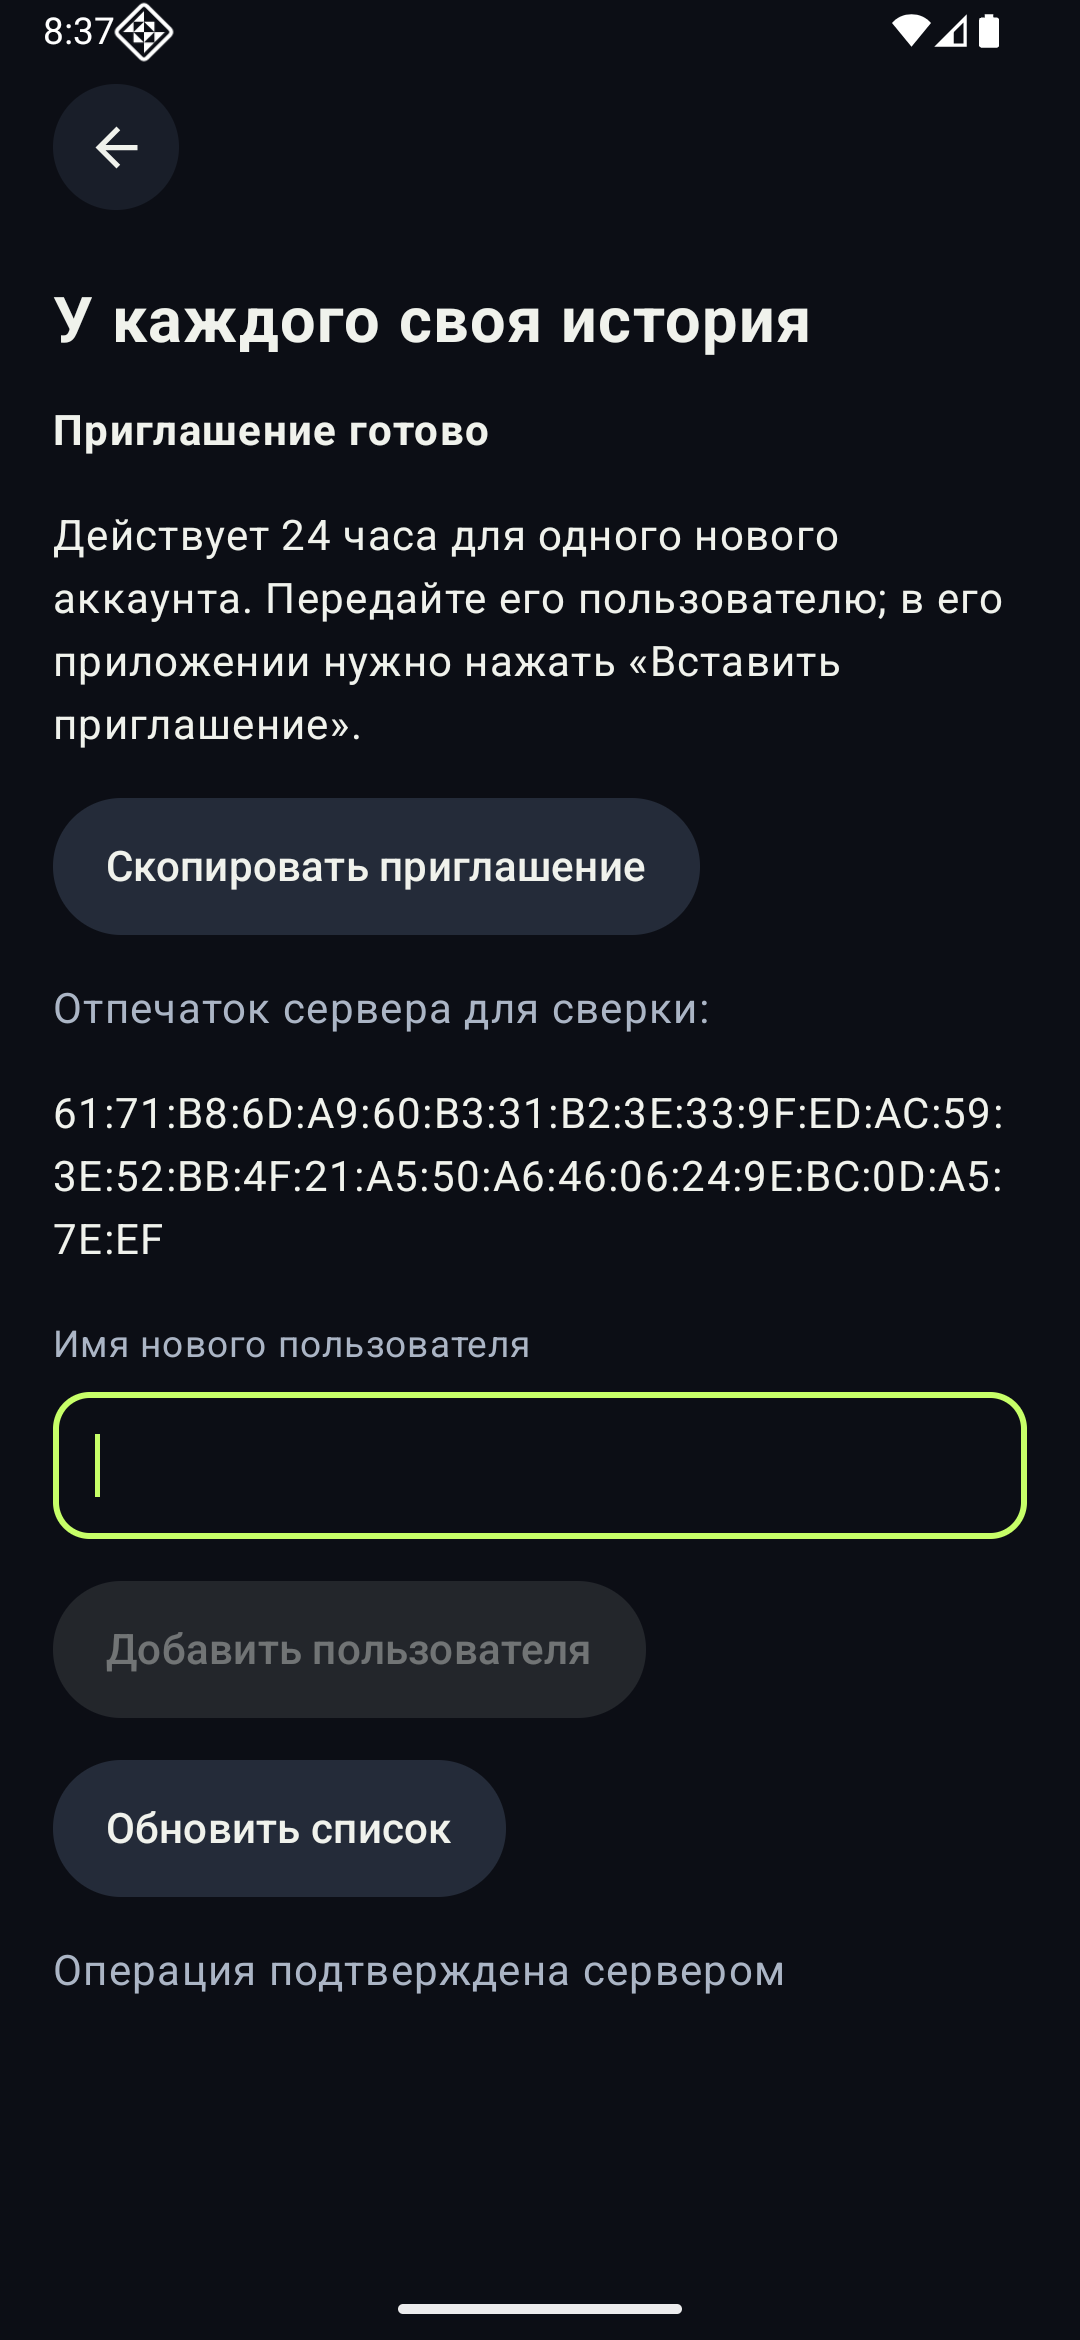 8:37
У каждого своя история
Приглашение готово
Действует 24 часа для одного нового
аккаунта. Передайте его пользователю; в его
приложении нужно нажать «Вставить
приглашение».
Скопировать приглашение
Отпечаток сервера для сверки:
61:71:B8:6D:A9:60:B3:31:B2:3E:33:9F:ED:AC:59:
3E:52:BB:4F:21:A5:50:A6:46:06:24:9E:BC:0D:A5:
7E:EF
Имя нового пользователя
Добавить пользователя
Обновить список
Операция подтверждена сервером